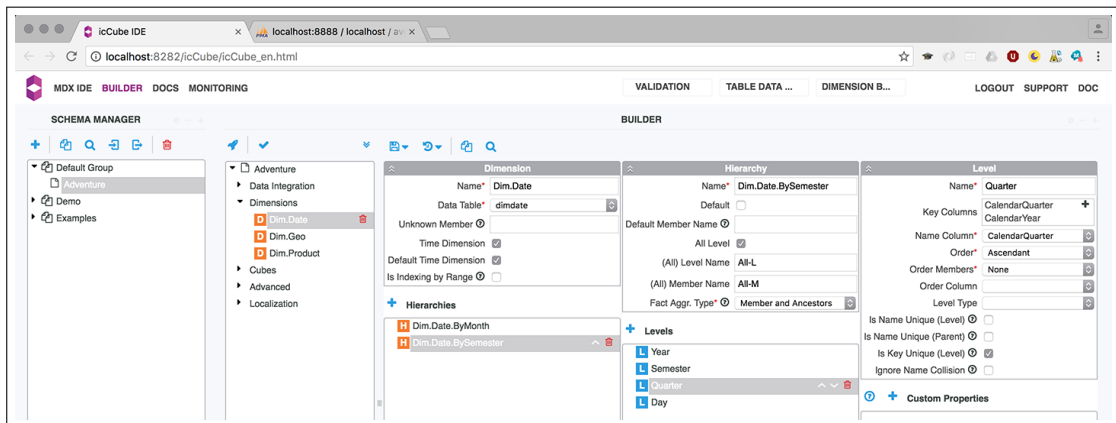 icCube IDE
localhost:8888 / localhost / av
localhost:8282/icCube/icCube_en.html
MDX IDE BUILDER DOCS MONITORING
VALIDATION TABLE DATA ... DIMENSION B...
LOGOUT SUPPORT DOC
SCHEMA MANAGER
BUILDER
Default Group
Adventure
Demo
Examples
Adventure
Data Integration
Dimensions
D Dim.Date
D Dim.Geo
D Dim.Product
Cubes
Advanced
Localization
Dimension
Name* Dim.Date
Data Table* dimdate
Unknown Member
Time Dimension
Default Time Dimension
Is Indexing by Range
Hierarchies
H Dim.Date.ByMonth
H Dim.Date.BySemester
Hierarchy
Name* Dim.Date.BySemester
Default
Default Member Name
All Level
(All) Level Name All-L
(All) Member Name All-M
Fact Aggr. Type* Member and Ancestors
Levels
L Year
L Semester
L Quarter
L Day
Level
Name* Quarter
Key Columns CalendarQuarter
CalendarYear
Name Column* CalendarQuarter
Order* Ascendant
Order Members* None
Order Column
Level Type
Is Name Unique (Level)
Is Name Unique (Parent)
Is Key Unique (Level)
Ignore Name Collision
Custom Properties